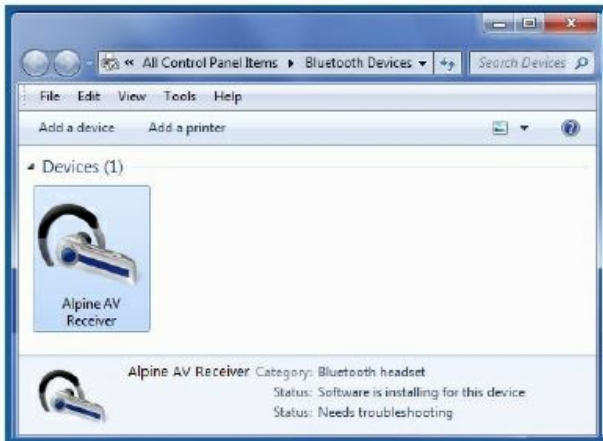 « All Control Panel Items ▸ Bluetooth Devices Search Devices
File Edit View Tools Help
Add a device Add a printer
Devices (1)
Alpine AV
Receiver
Alpine AV Receiver Category: Bluetooth headset
Status: Software is installing for this device
Status: Needs troubleshooting